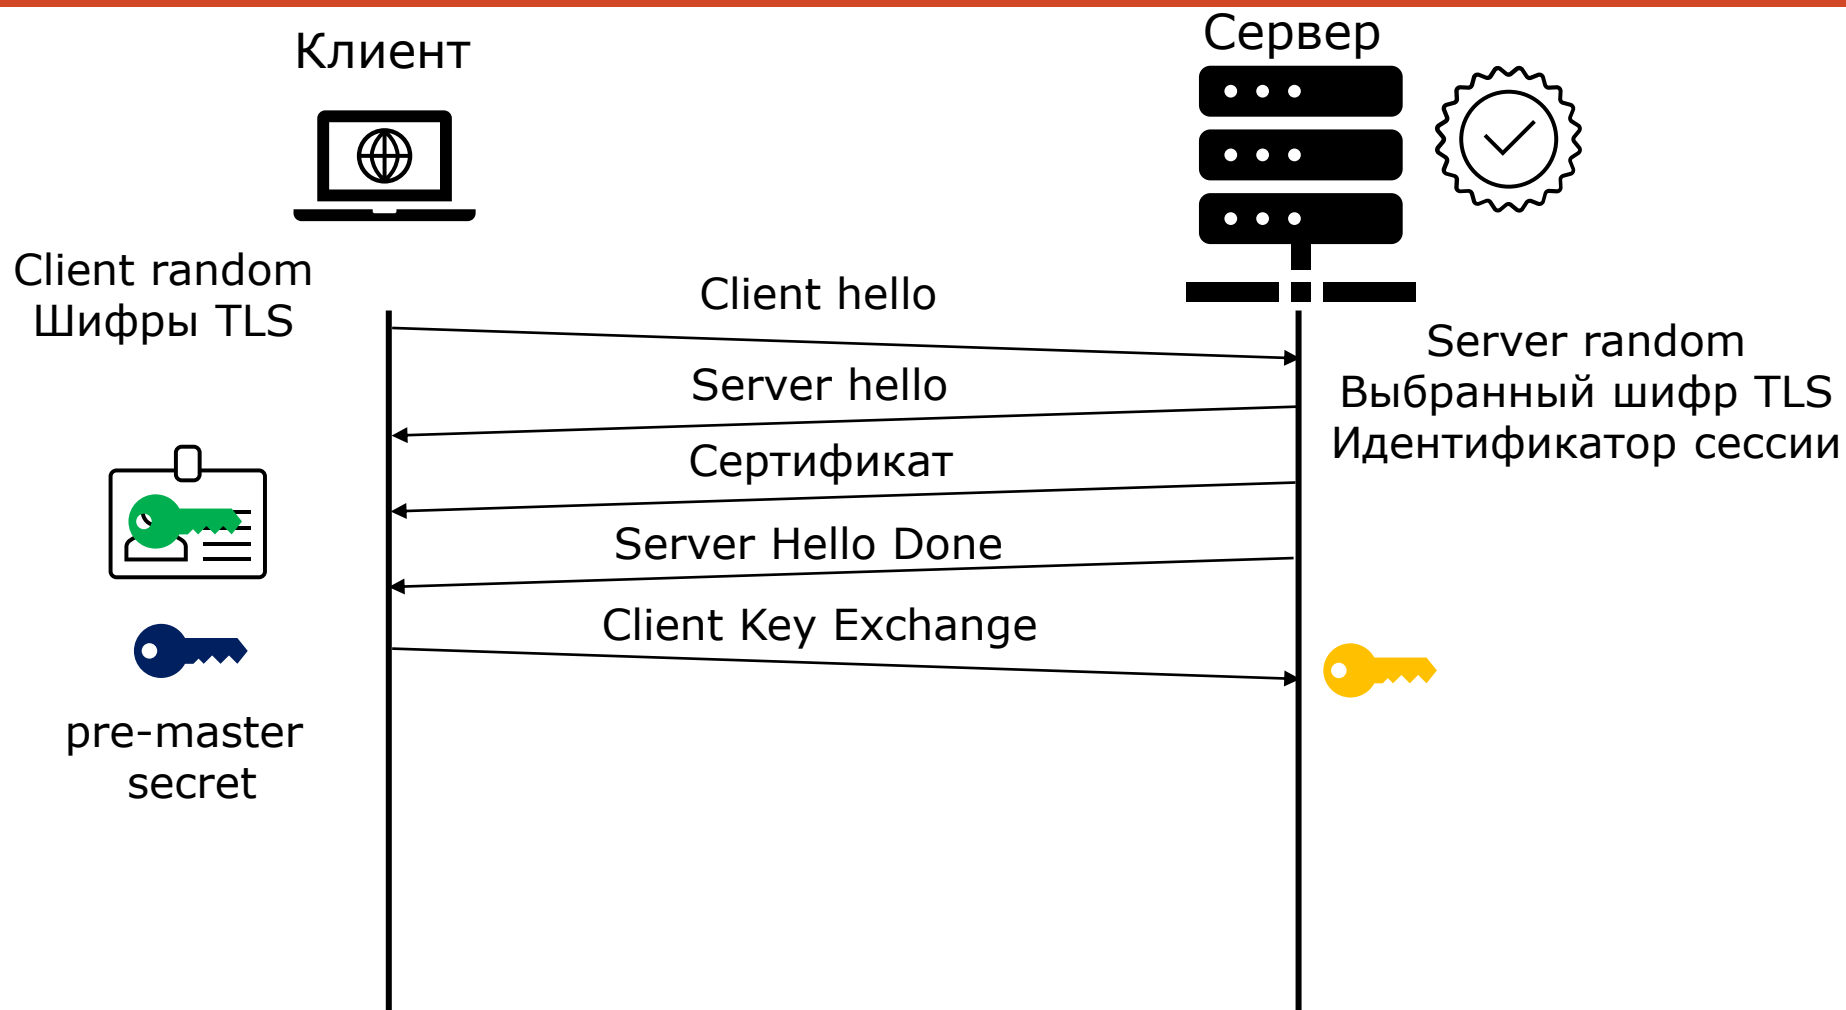 Клиент
Сервер
Client random
Шифры TLS
Client hello
Server random
Выбранный шифр TLS
Идентификатор сессии
Server hello
Сертификат
Server Hello Done
Client Key Exchange
pre-master
secret